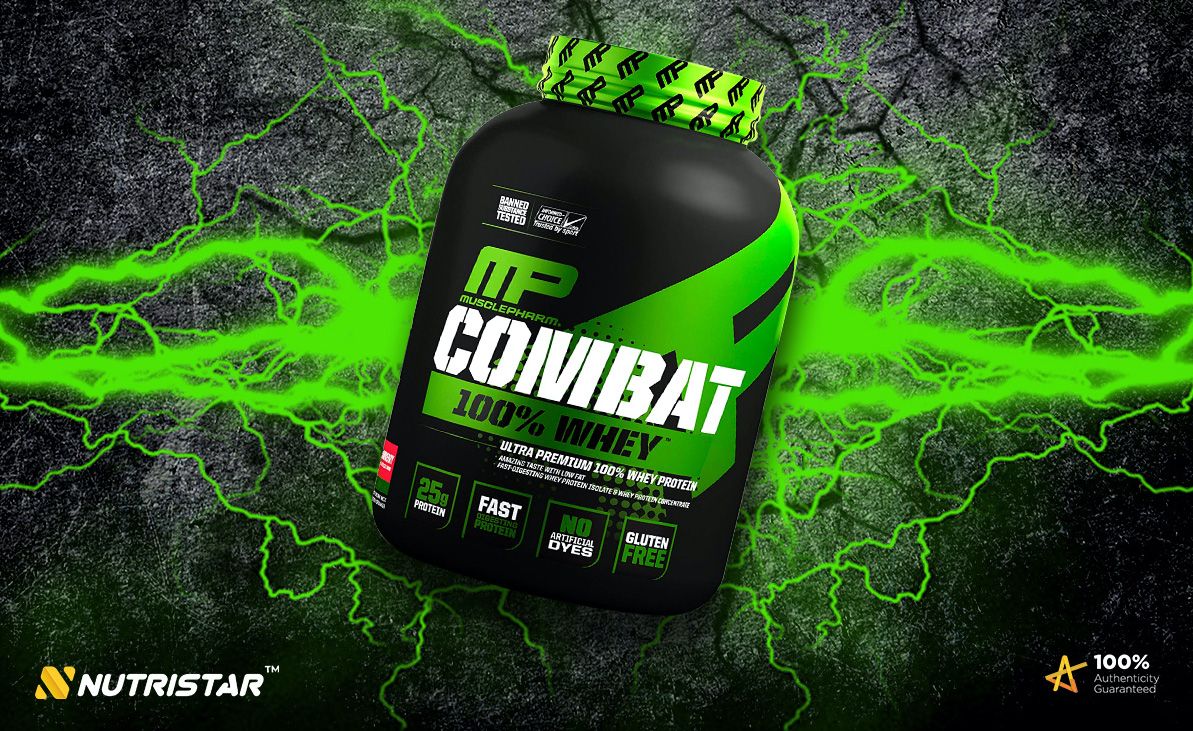 BANNED
SUBSTANCE
TESTED
INFORMED-
CHOICE
Trusted by sport
MP
MUSCLEPHARM
COMBAT
100% WHEY™
ULTRA PREMIUM 100% WHEY PROTEIN
· AMAZING TASTE WITH LOW FAT
· FAST-DIGESTING WHEY PROTEIN ISOLATE & WHEY PROTEIN CONCENTRATE
25g
PROTEIN
FAST
DIGESTING
PROTEIN
NO
ARTIFICIAL
DYES
GLUTEN
FREE
NUTRISTAR™
100%
Authenticity
Guaranteed